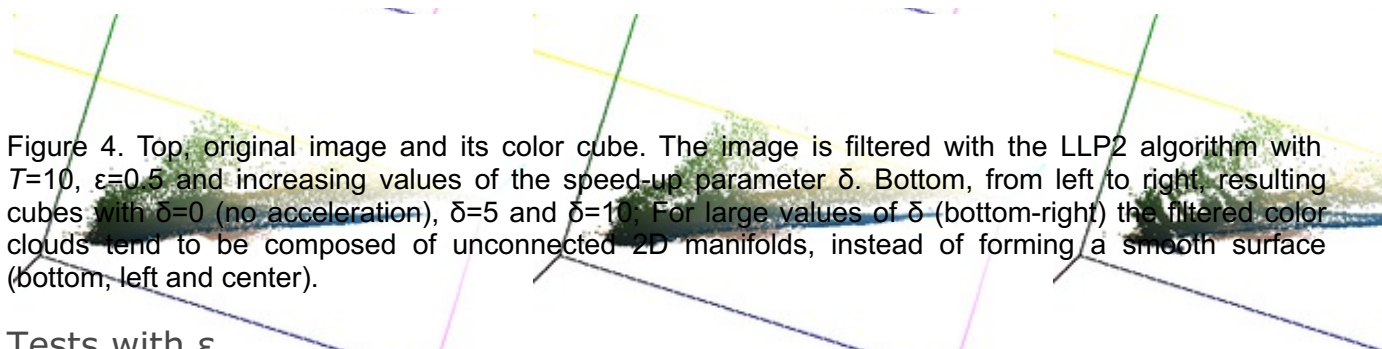 Figure 4. Top, original image and its color cube. The image is filtered with the LLP2 algorithm with
T=10, ε=0.5 and increasing values of the speed-up parameter δ. Bottom, from left to right, resulting
cubes with δ=0 (no acceleration), δ=5 and δ=10; For large values of δ (bottom-right) the filtered color
clouds tend to be composed of unconnected 2D manifolds, instead of forming a smooth surface
(bottom, left and center).
Tests with ε